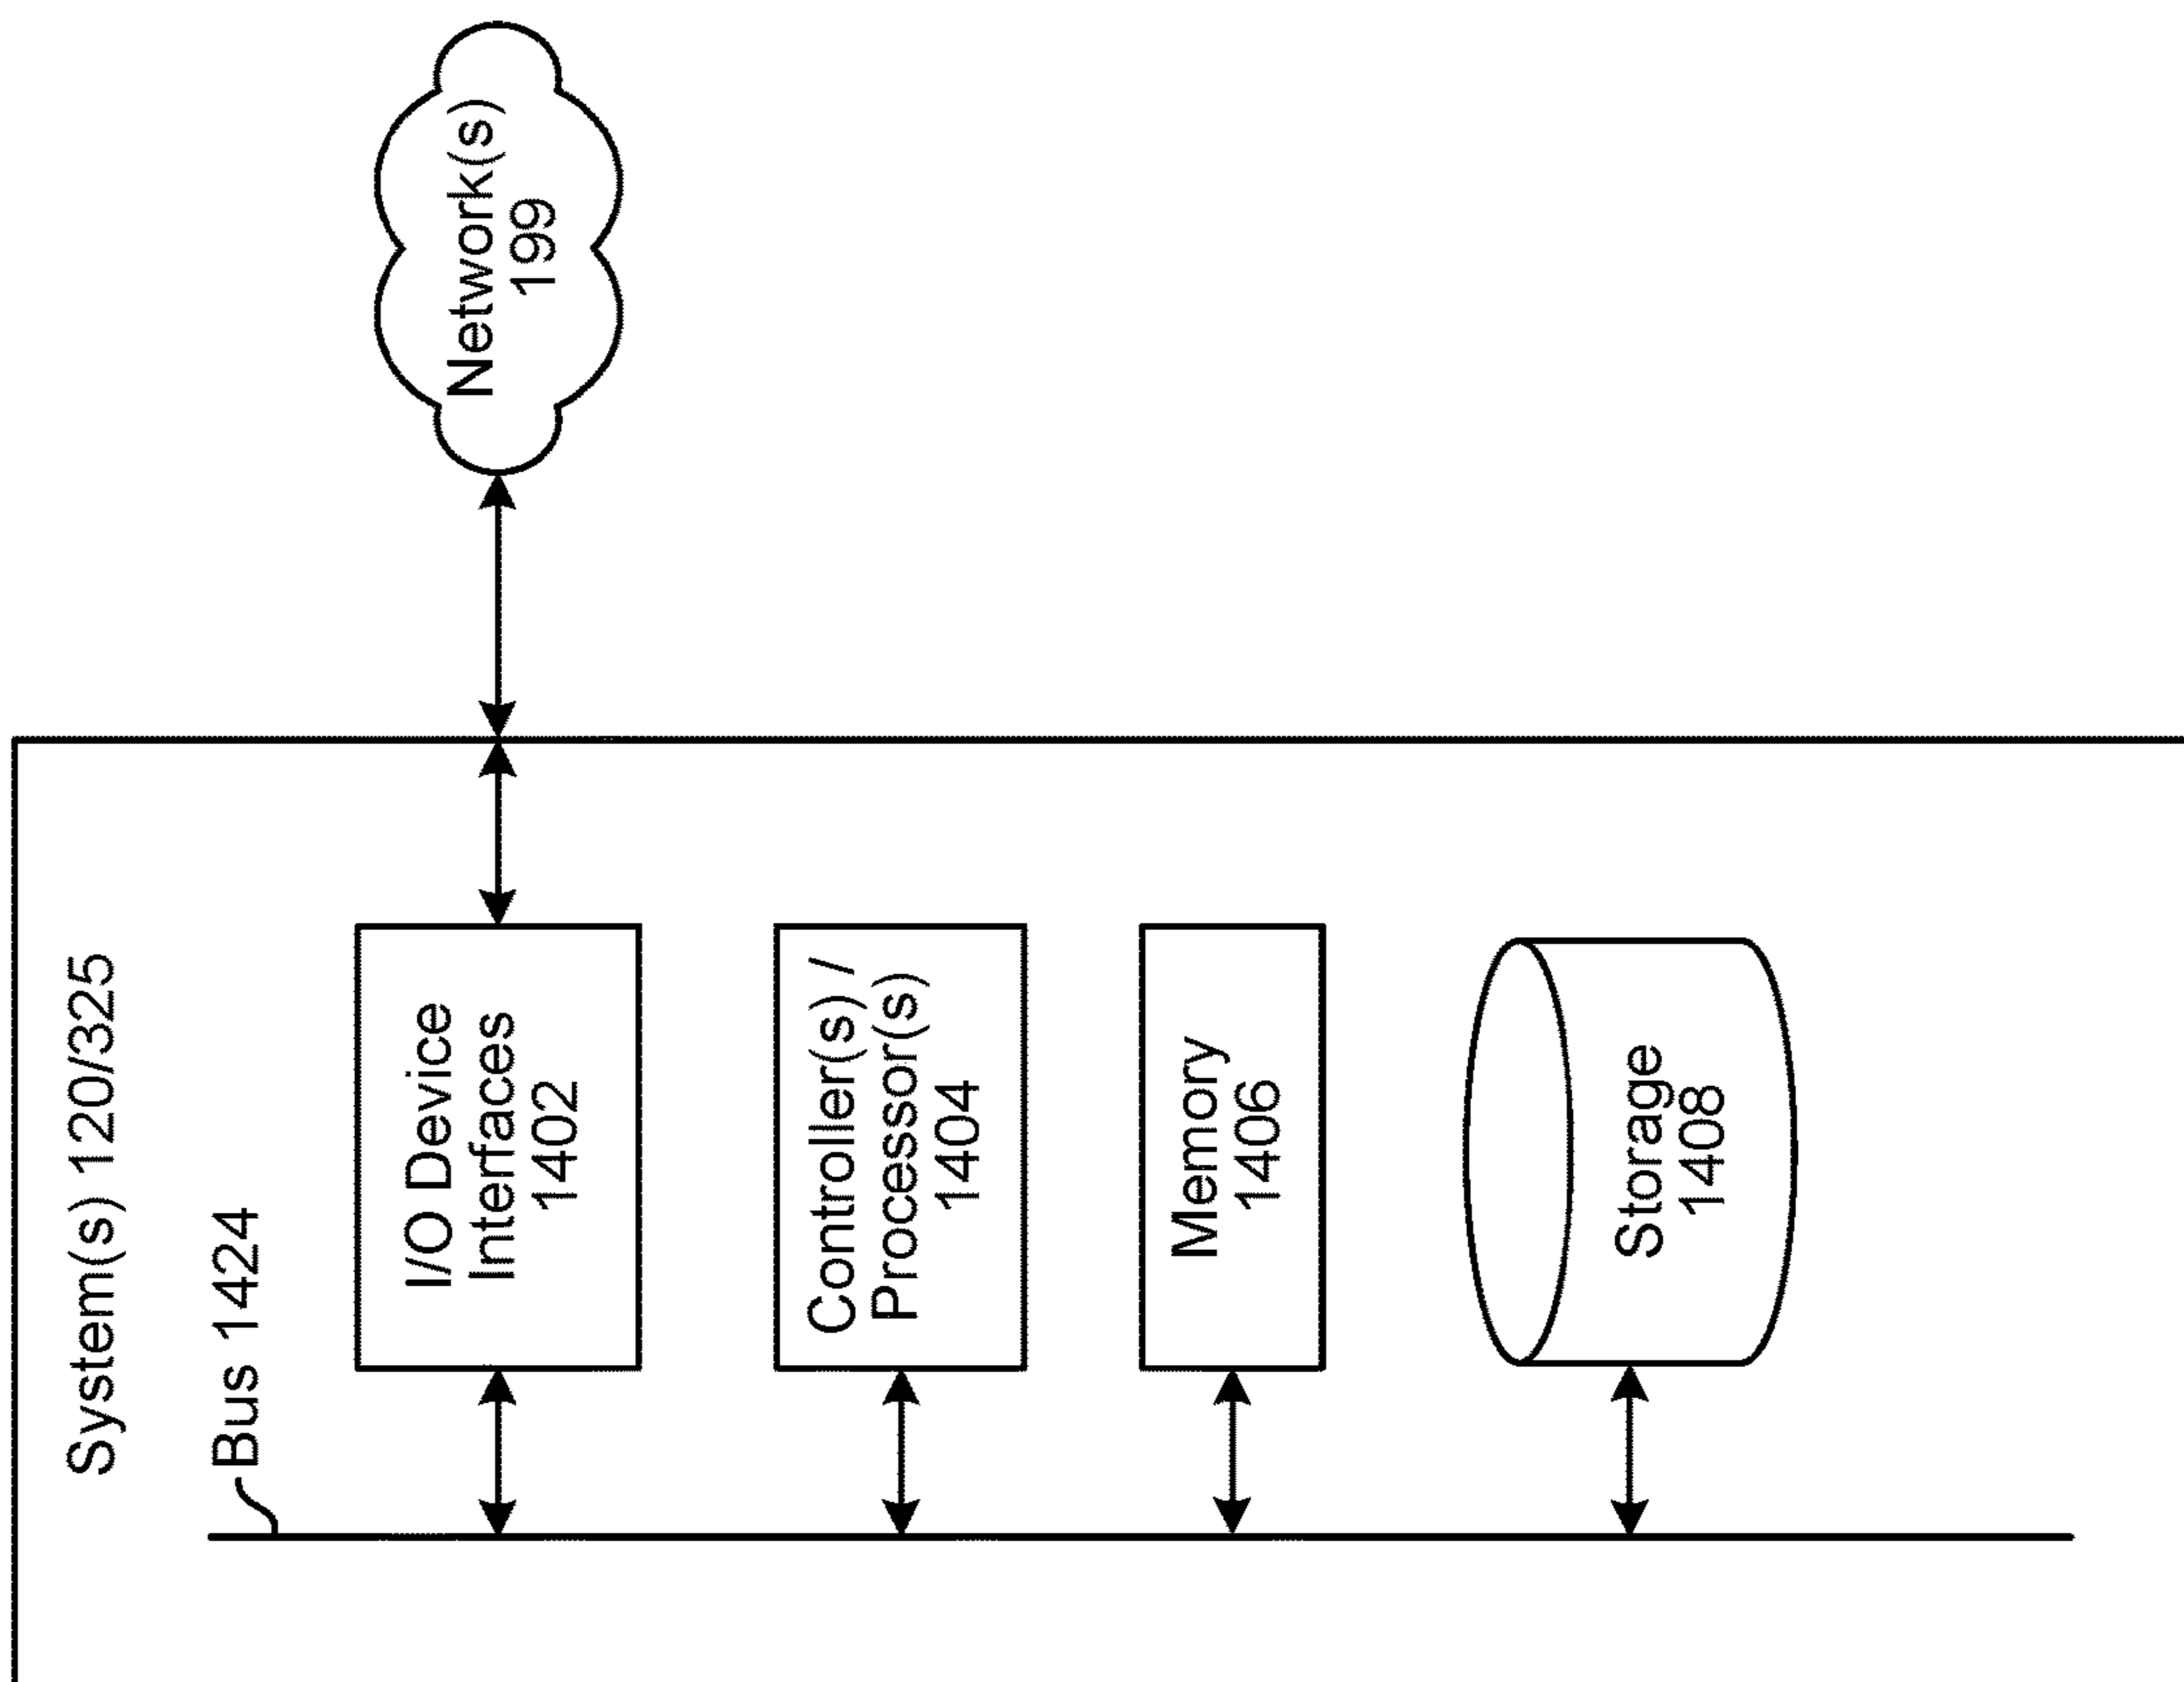 System(s) 120/325
Bus 1424
I/O Device
Interfaces
1402
Network(s)
199
Controller(s) /
Processor(s)
1404
Memory
1406
Storage
1408